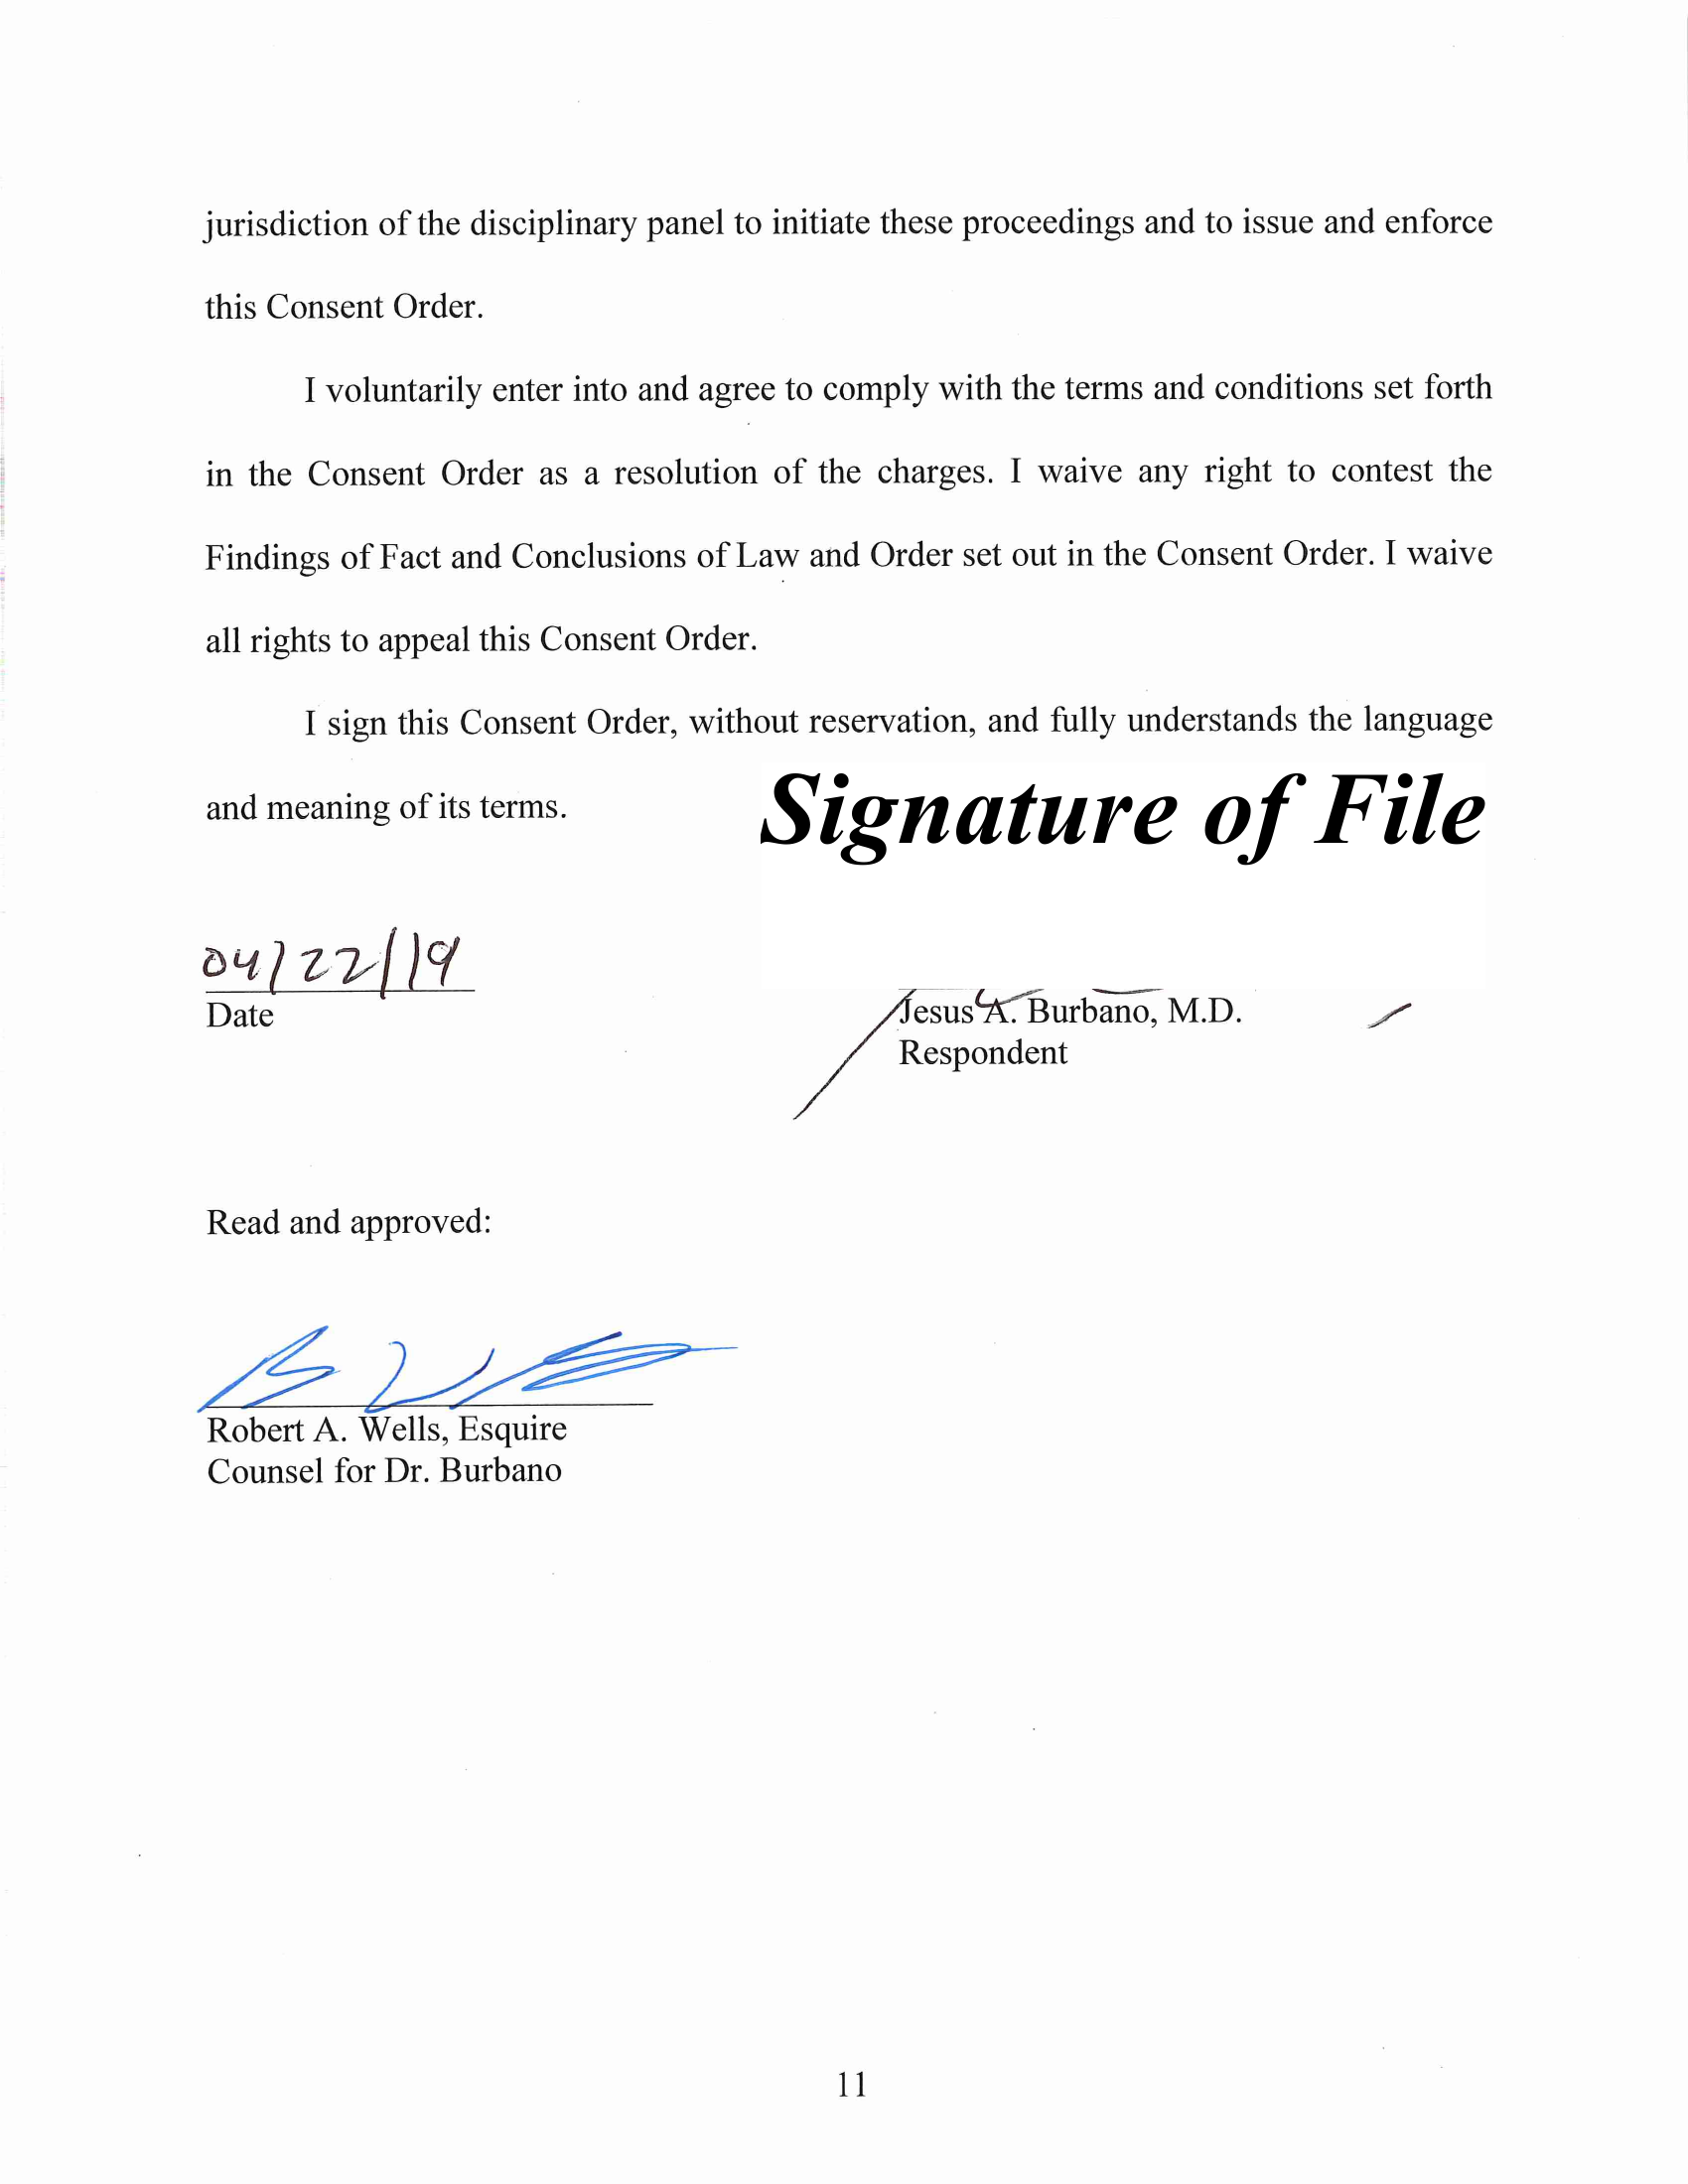 jurisdiction of the disciplinary panel to initiate these proceedings and to issue and enforce
this Consent Order.
I voluntarily enter into and agree to comply with the terms and conditions set forth
in the Consent Order as a resolution of the charges. I waive any right to contest the
Findings of Fact and Conclusions of Law and Order set out in the Consent Order. I waive
all rights to appeal this Consent Order.
I sign this Consent Order, without reservation, and fully understands the language
and meaning of its terms.
Signature of File
04/22/19
Date
Jesus A. Burbano, M.D.
Respondent
Read and approved:
Robert A. Wells, Esquire
Counsel for Dr. Burbano
11